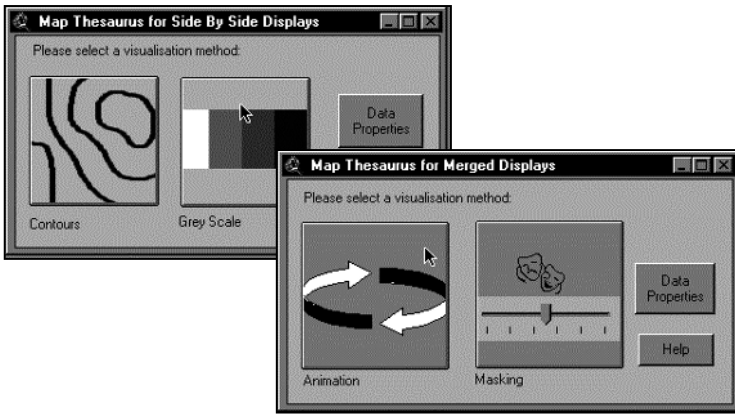 Map Thesaurus for Side By Side Displays
Please select a visualisation method:
Data
Properties
Contours
Grey Scale
Map Thesaurus for Merged Displays
Please select a visualisation method:
Data
Properties
Help
Animation
Masking